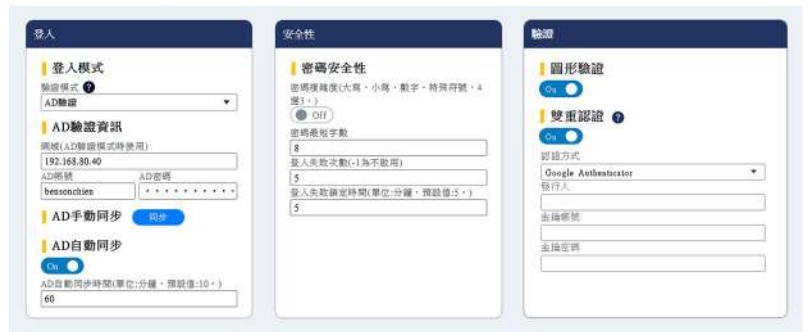 登入
登入模式
驗證模式 ?
AD驗證
AD驗證資訊
網域(AD驗證模式時使用)
192.168.80.40
AD帳號 AD密碼
bensonchien ··········
AD手動同步 同步
AD自動同步
On
AD自動同步時間(單位:分鐘，預設值:10。)
60
安全性
密碼安全性
密碼複雜度(大寫、小寫、數字、特殊符號，4
選3。)
Off
密碼最短字數
8
登入失敗次數(-1為不啟用)
5
登入失敗鎖定時間(單位:分鐘，預設值:5。)
5
驗證
圖形驗證
On
雙重認證 ?
On
認證方式
Google Authenticator
發行人
金鑰帳號
金鑰密碼